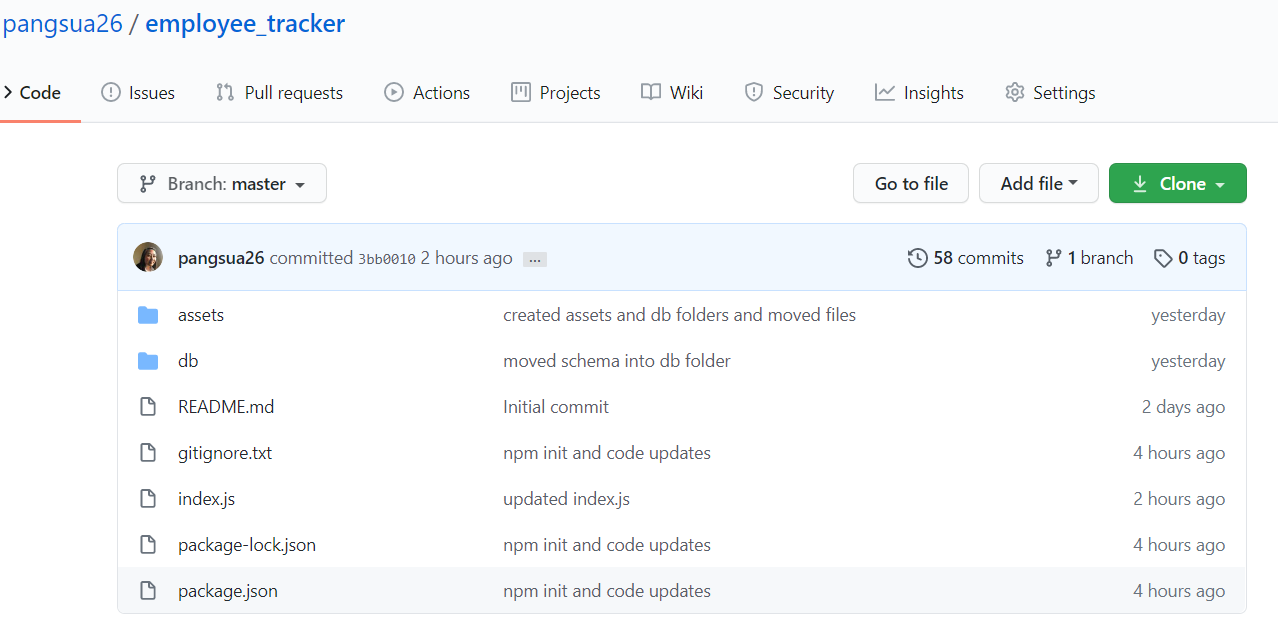 pangsua26 / employee_tracker
Code Issues Pull requests Actions Projects Wiki Security Insights Settings
Branch: master Go to file Add file Clone
pangsua26 committed 3bb0010 2 hours ago ... 58 commits 1 branch 0 tags
assets created assets and db folders and moved files yesterday
db moved schema into db folder yesterday
README.md Initial commit 2 days ago
gitignore.txt npm init and code updates 4 hours ago
index.js updated index.js 2 hours ago
package-lock.json npm init and code updates 4 hours ago
package.json npm init and code updates 4 hours ago